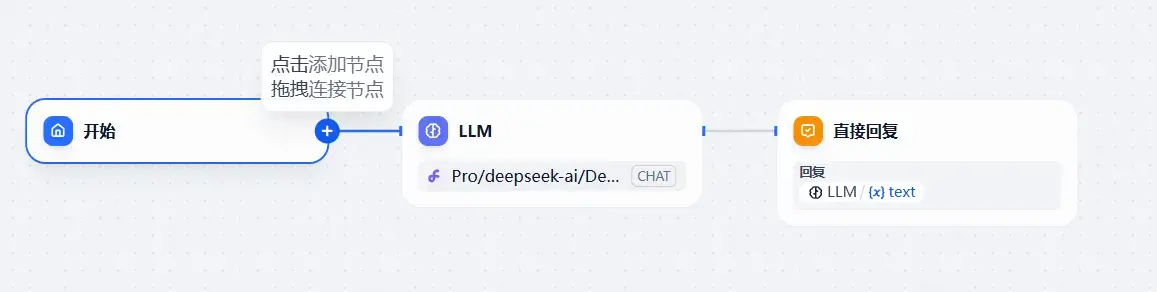 点击添加节点
拖拽连接节点
开始
LLM
Pro/deepseek-ai/De... CHAT
直接回复
回复
LLM / {x} text